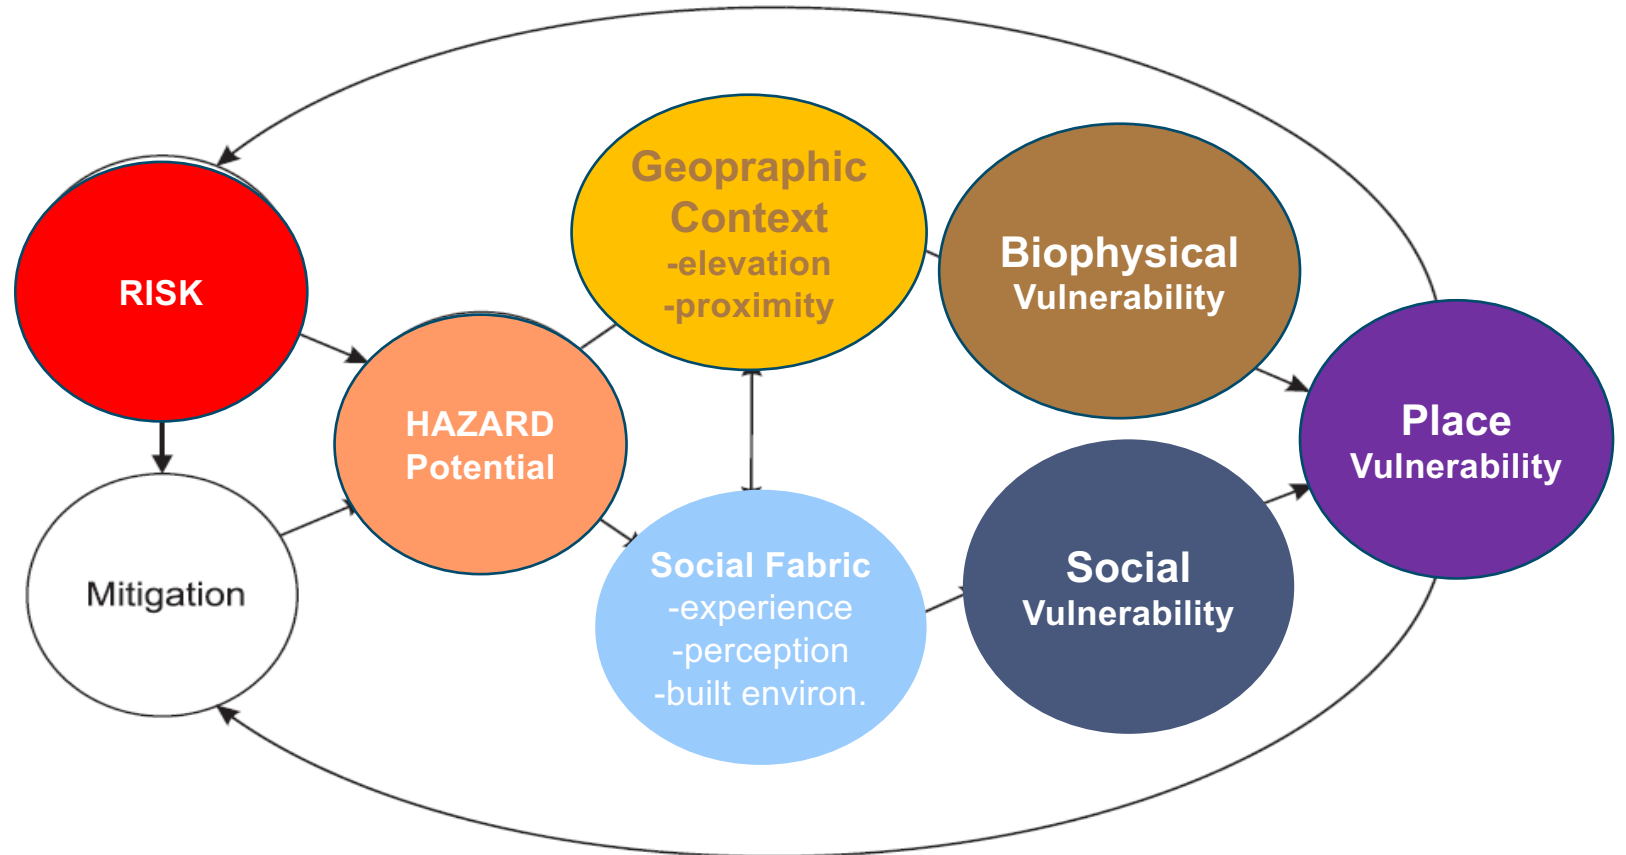 RISK
Mitigation
HAZARD
Potential
Geopraphic
Context
-elevation
-proximity
Social Fabric
-experience
-perception
-built environ.
Biophysical
Vulnerability
Social
Vulnerability
Place
Vulnerability